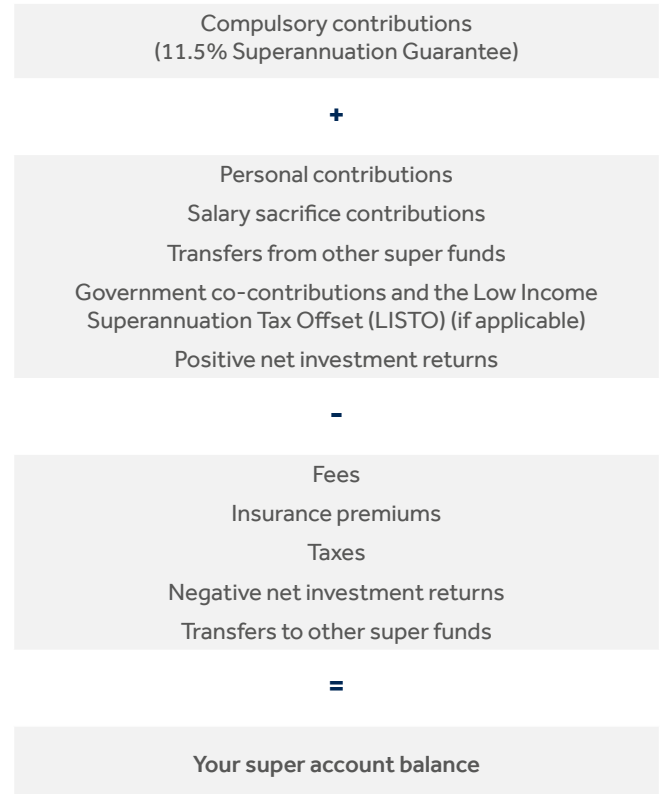 Compulsory contributions
(11.5% Superannuation Guarantee)
+
Personal contributions
Salary sacrifice contributions
Transfers from other super funds
Government co-contributions and the Low Income
Superannuation Tax Offset (LISTO) (if applicable)
Positive net investment returns
-
Fees
Insurance premiums
Taxes
Negative net investment returns
Transfers to other super funds
=
Your super account balance